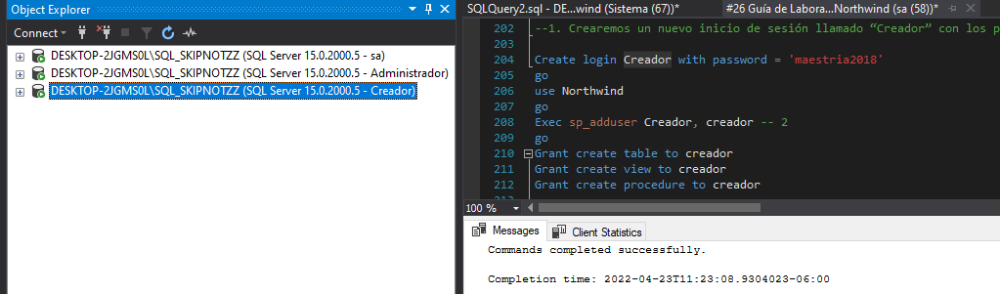 Object Explorer
Connect
DESKTOP-2JGMS0L\SQL_SKIPNOTZZ (SQL Server 15.0.2000.5 - sa)
DESKTOP-2JGMS0L\SQL_SKIPNOTZZ (SQL Server 15.0.2000.5 - Administrador)
DESKTOP-2JGMS0L\SQL_SKIPNOTZZ (SQL Server 15.0.2000.5 - Creador)
SQLQuery2.sql - DE...wind (Sistema (67))* #26 Guía de Labora...Northwind (sa (58))*
202 --1. Crearemos un nuevo inicio de sesión llamado “Creador” con los p
203
204 Create login Creador with password = 'maestria2018'
205 go
206 use Northwind
207 go
208 Exec sp_adduser Creador, creador -- 2
209 go
210 Grant create table to creador
211 Grant create view to creador
212 Grant create procedure to creador
100 %
Messages Client Statistics
Commands completed successfully.
Completion time: 2022-04-23T11:23:08.9304023-06:00